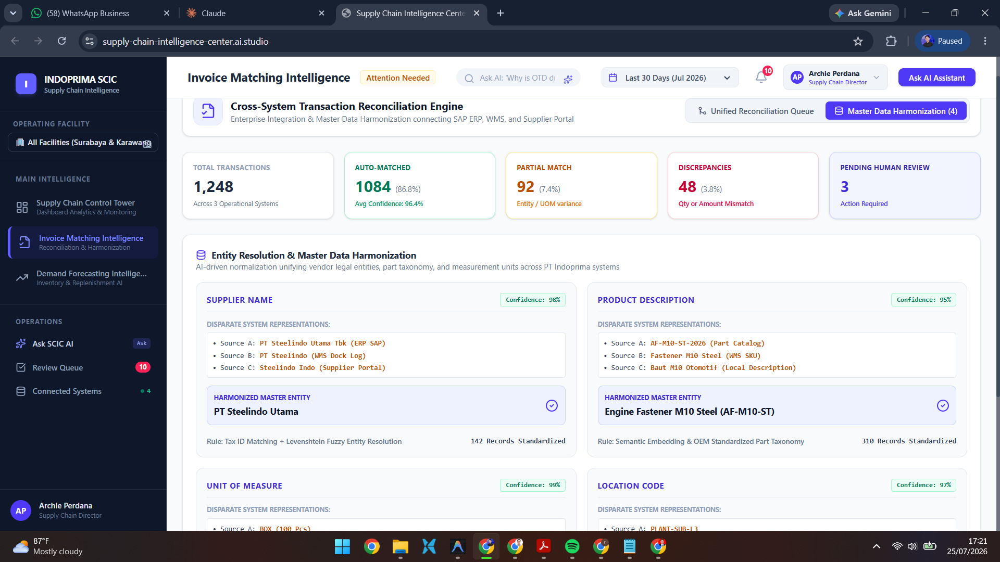 (58) WhatsApp Business
Claude
Supply Chain Intelligence Cente
Ask Gemini
supply-chain-intelligence-center.ai.studio
Paused
I
INDOPRIMA SCIC
Supply Chain Intelligence
OPERATING FACILITY
All Facilities (Surabaya & Karawang)
MAIN INTELLIGENCE
Supply Chain Control Tower
Dashboard Analytics & Monitoring
Invoice Matching Intelligence
Reconciliation & Harmonization
Demand Forecasting Intellige...
Inventory & Replenishment AI
OPERATIONS
Ask SCIC AI
Ask
Review Queue
10
Connected Systems
4
AP
Archie Perdana
Supply Chain Director
Invoice Matching Intelligence
Attention Needed
Ask AI: 'Why is OTD di
Last 30 Days (Jul 2026)
10
AP
Archie Perdana
Supply Chain Director
Ask AI Assistant
Cross-System Transaction Reconciliation Engine
Enterprise Integration & Master Data Harmonization connecting SAP ERP, WMS, and Supplier Portal
Unified Reconciliation Queue
Master Data Harmonization (4)
TOTAL TRANSACTIONS
1,248
Across 3 Operational Systems
AUTO-MATCHED
1084 (86.8%)
Avg Confidence: 96.4%
PARTIAL MATCH
92 (7.4%)
Entity / UOM variance
DISCREPANCIES
48 (3.8%)
Qty or Amount Mismatch
PENDING HUMAN REVIEW
3
Action Required
Entity Resolution & Master Data Harmonization
AI-driven normalization unifying vendor legal entities, part taxonomy, and measurement units across PT Indoprima systems
SUPPLIER NAME
Confidence: 98%
DISPARATE SYSTEM REPRESENTATIONS:
• Source A: PT Steelindo Utama Tbk (ERP SAP)
• Source B: PT Steelindo (WMS Dock Log)
• Source C: Steelindo Indo (Supplier Portal)
HARMONIZED MASTER ENTITY
PT Steelindo Utama
Rule: Tax ID Matching + Levenshtein Fuzzy Entity Resolution
142 Records Standardized
PRODUCT DESCRIPTION
Confidence: 95%
DISPARATE SYSTEM REPRESENTATIONS:
• Source A: AF-M10-ST-2026 (Part Catalog)
• Source B: Fastener M10 Steel (WMS SKU)
• Source C: Baut M10 Otomotif (Local Description)
HARMONIZED MASTER ENTITY
Engine Fastener M10 Steel (AF-M10-ST)
Rule: Semantic Embedding & OEM Standardized Part Taxonomy
310 Records Standardized
UNIT OF MEASURE
Confidence: 99%
DISPARATE SYSTEM REPRESENTATIONS:
• Source A: BOX (100 Pcs)
LOCATION CODE
Confidence: 97%
DISPARATE SYSTEM REPRESENTATIONS:
• Source A: PLANT-SUB-L3
87°F
Mostly cloudy
17:21
25/07/2026